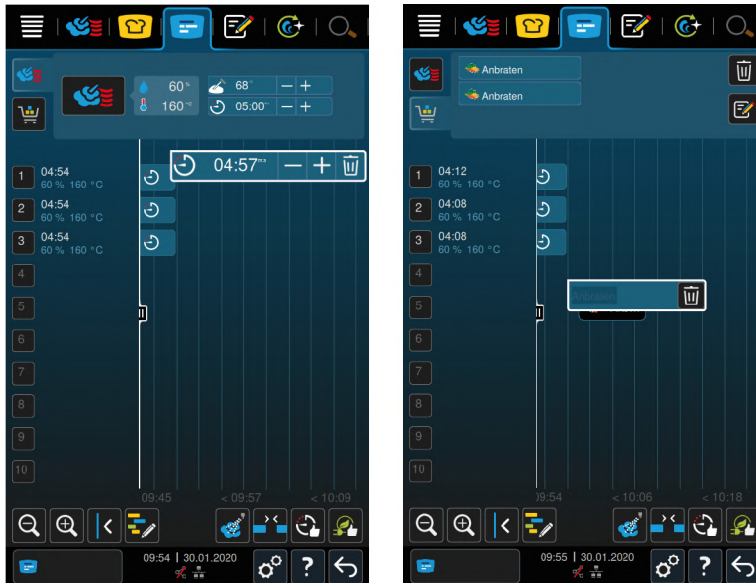 60 %
68 °
160 °C
05:00 m:s
04:57 m:s
1
04:54
60 % 160 °C
2
04:54
60 % 160 °C
3
04:54
60 % 160 °C
4
5
6
7
8
9
10
09:45
< 09:57
< 10:09
09:54 | 30.01.2020
?
Anbraten
Anbraten
1
04:12
60 % 160 °C
2
04:08
60 % 160 °C
3
04:08
60 % 160 °C
4
Anbraten
5
6
7
8
9
10
09:54
< 10:06
< 10:18
09:55 | 30.01.2020
?